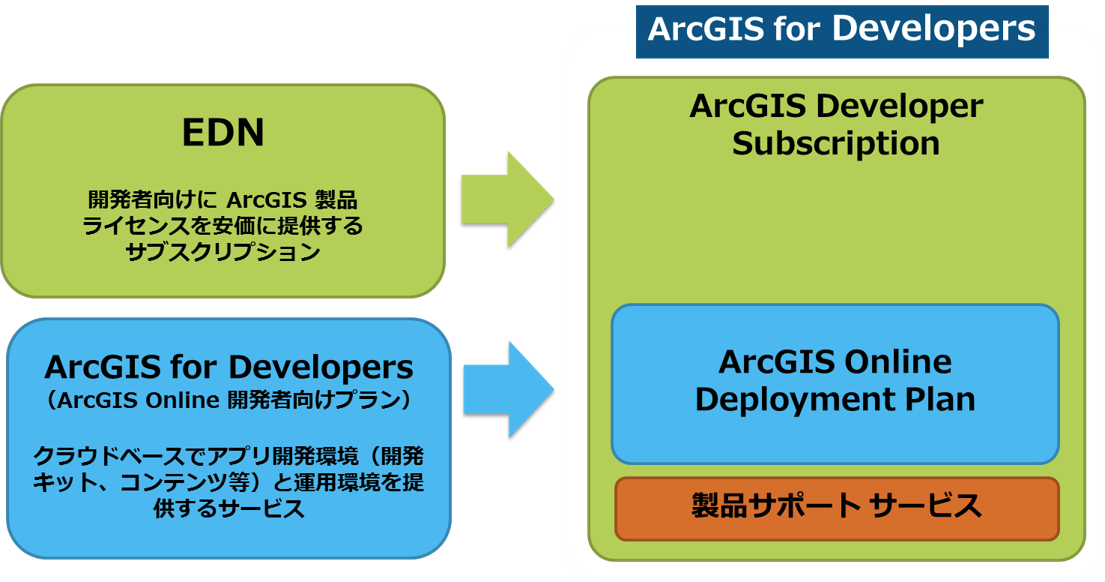 ArcGIS for Developers
EDN
開発者向けに ArcGIS 製品
ライセンスを安価に提供する
サブスクリプション
ArcGIS for Developers
（ArcGIS Online 開発者向けプラン）
クラウドベースでアプリ開発環境（開発
キット、コンテンツ等）と運用環境を提
供するサービス
ArcGIS Developer
Subscription
ArcGIS Online
Deployment Plan
製品サポート サービス